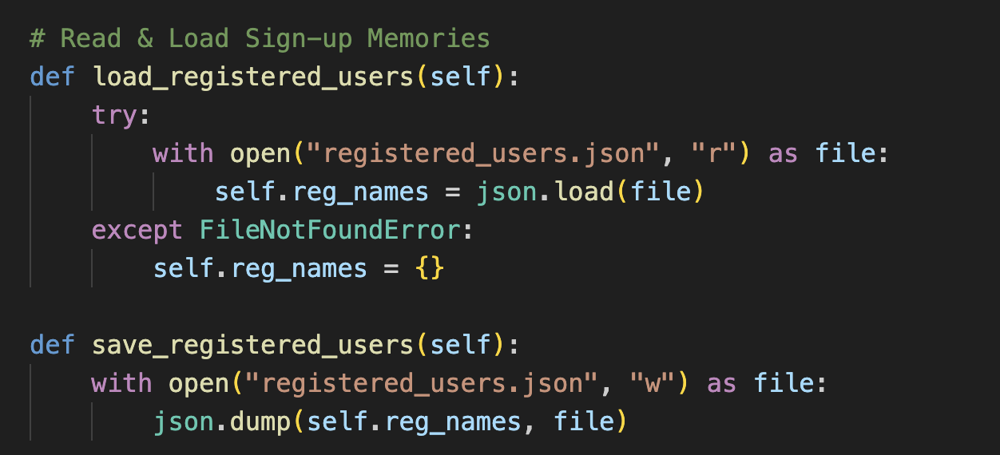 # Read & Load Sign-up Memories
def load_registered_users(self):
    try:
        with open("registered_users.json", "r") as file:
            self.reg_names = json.load(file)
    except FileNotFoundError:
        self.reg_names = {}

def save_registered_users(self):
    with open("registered_users.json", "w") as file:
        json.dump(self.reg_names, file)